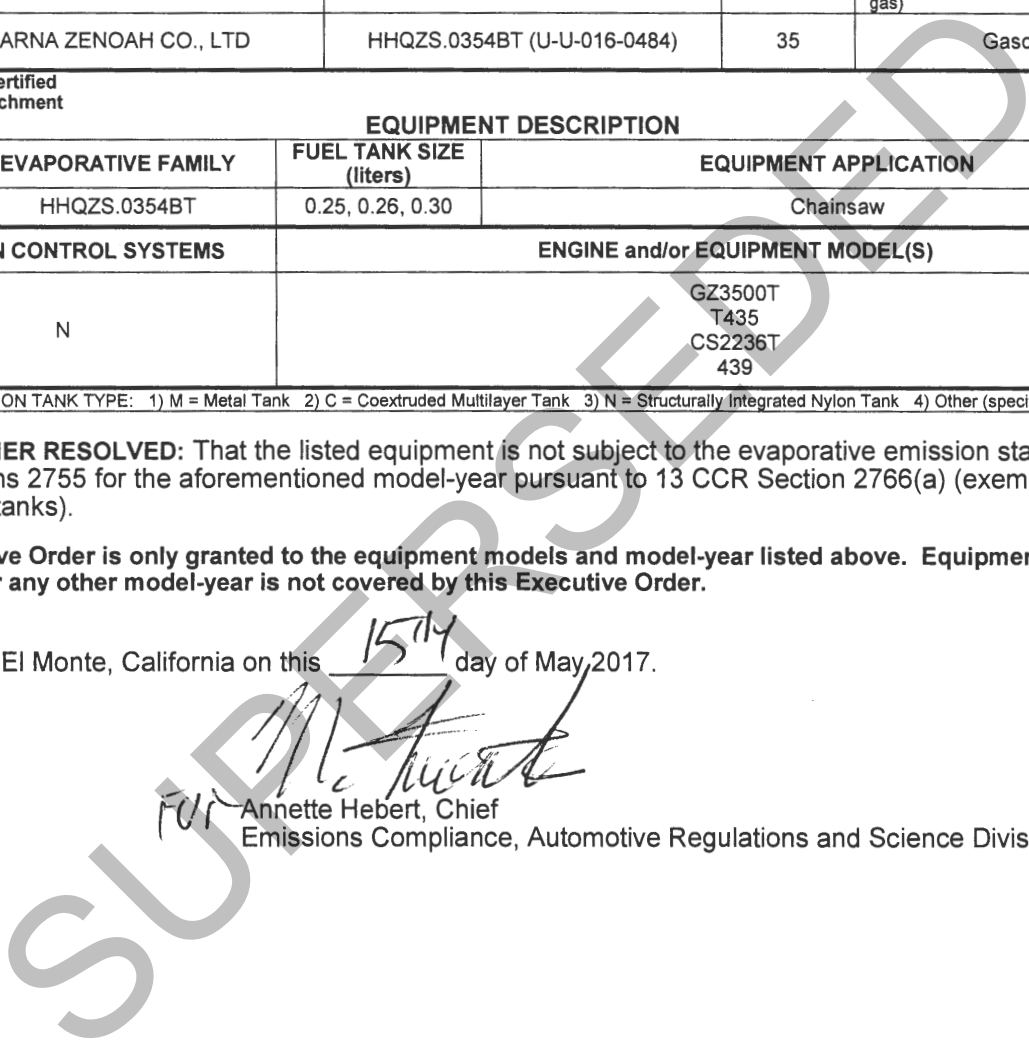 gas)
ARNA ZENOAH CO., LTD HHQZS.0354BT (U-U-016-0484) 35 Gaso
ertified
chment
EQUIPMENT DESCRIPTION
EVAPORATIVE FAMILY FUEL TANK SIZE (liters) EQUIPMENT APPLICATION
HHQZS.0354BT 0.25, 0.26, 0.30 Chainsaw
N CONTROL SYSTEMS ENGINE and/or EQUIPMENT MODEL(S)
GZ3500T
T435
N
CS2236T
439
ON TANK TYPE: 1) M = Metal Tank 2) C = Coextruded Multilayer Tank 3) N = Structurally Integrated Nylon Tank 4) Other (speci
IER RESOLVED: That the listed equipment is not subject to the evaporative emission sta
ns 2755 for the aforementioned model-year pursuant to 13 CCR Section 2766(a) (exem
tanks).
ve Order is only granted to the equipment models and model-year listed above. Equipmen
r any other model-year is not covered by this Executive Order.
El Monte, California on this 15TH day of May 2017.
For Annette Hebert, Chief
Emissions Compliance, Automotive Regulations and Science Divis
SUPERSEDED